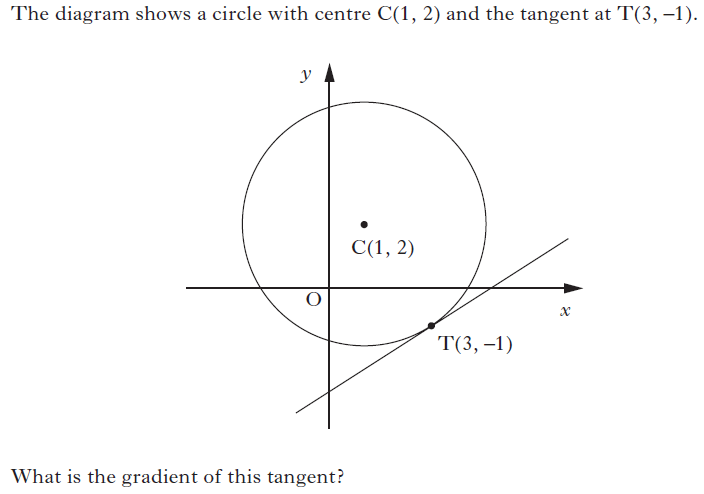 The diagram shows a circle with centre C(1, 2) and the tangent at T(3, –1).
y
C(1, 2)
O
x
T(3, –1)
What is the gradient of this tangent?